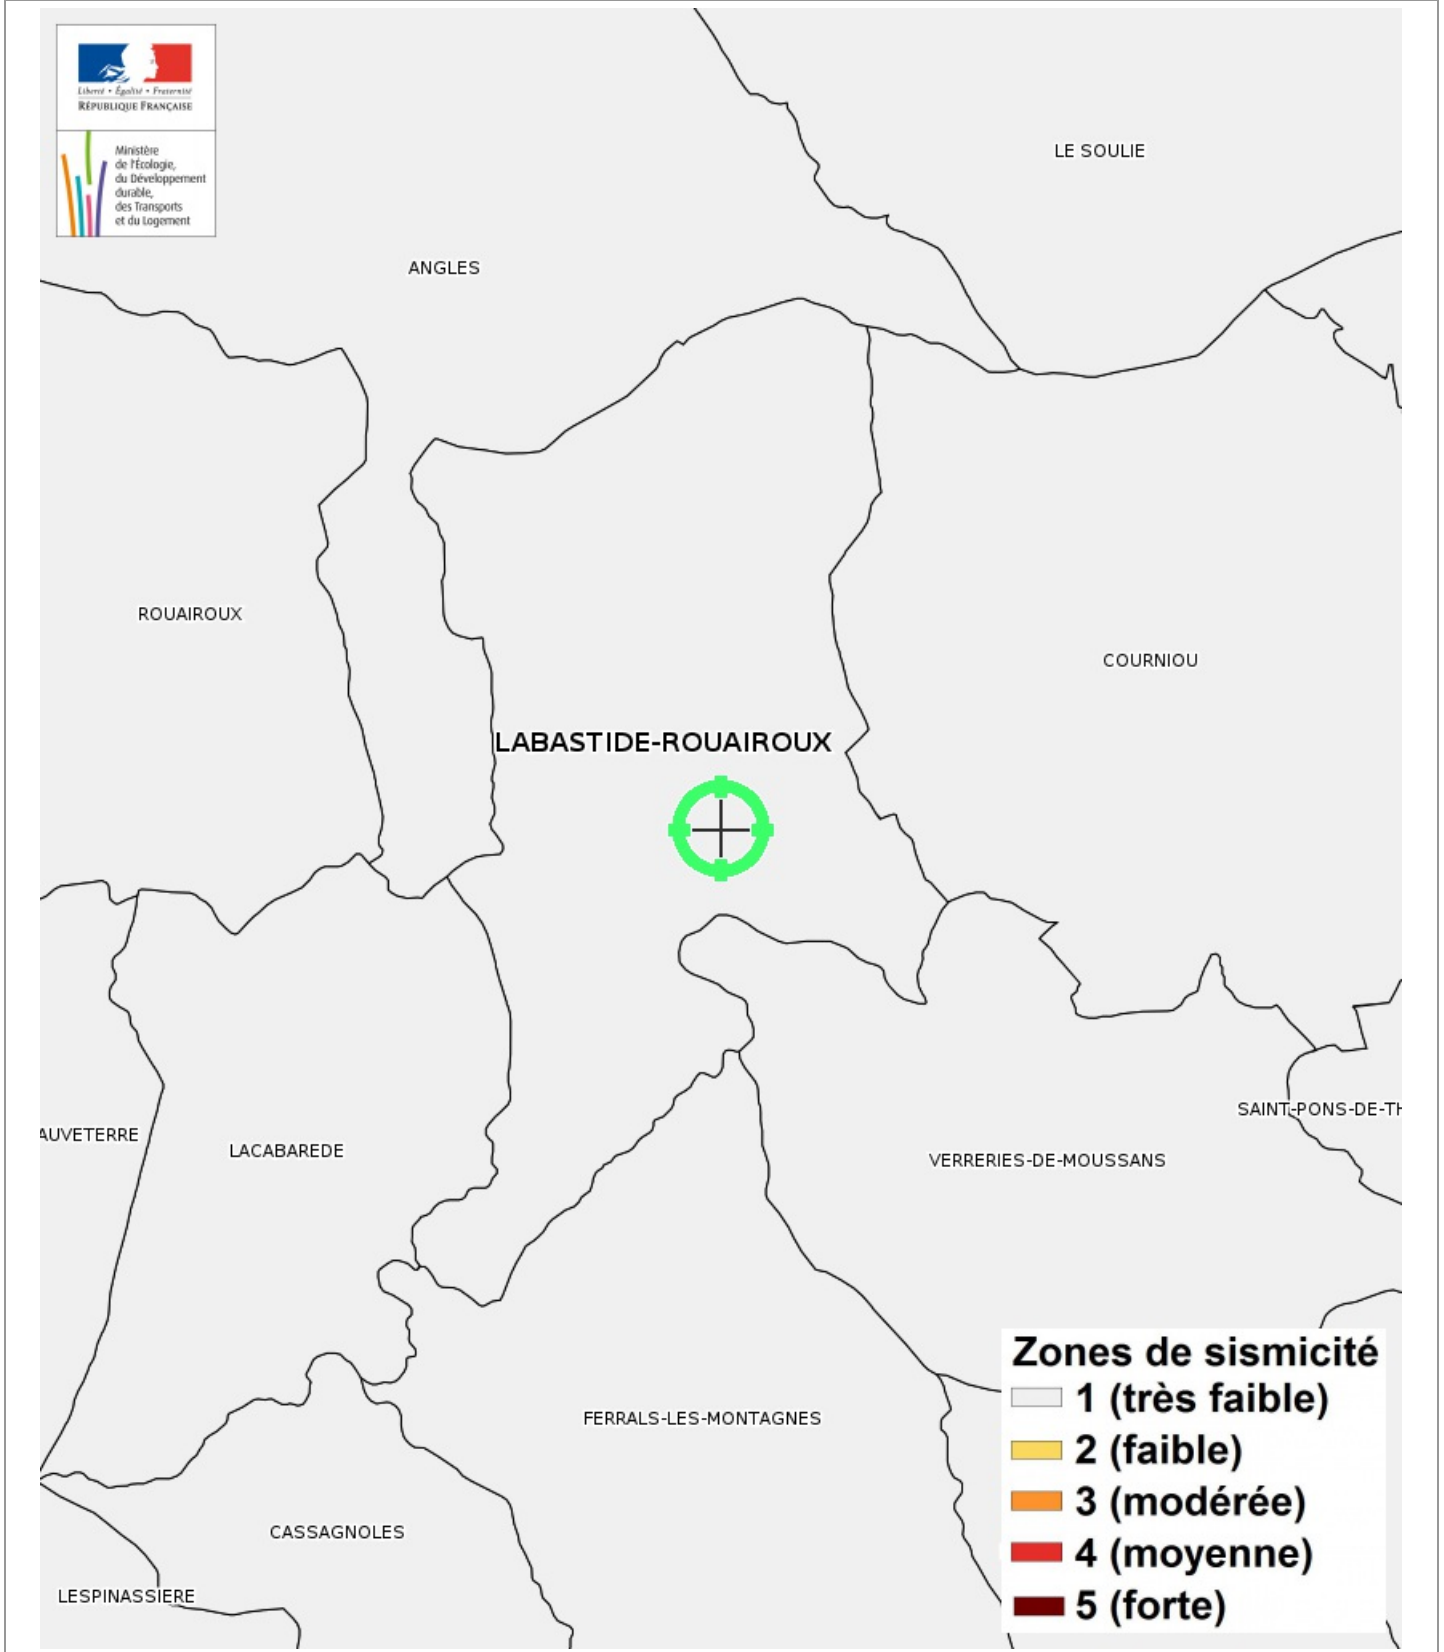 Liberté • Égalité • Fraternité
RÉPUBLIQUE FRANÇAISE
Ministère
de l'Écologie,
du Développement
durable,
des Transports
et du Logement
LE SOULIE
ANGLES
ROUAIROUX
COURNIOU
LABASTIDE-ROUAIROUX
SAINT-PONS-DE-TH
AUVETERRE
LACABAREDE
VERRERIES-DE-MOUSSANS
FERRALS-LES-MONTAGNES
CASSAGNOLES
LESPINASSIERE
Zones de sismicité
1 (très faible)
2 (faible)
3 (modérée)
4 (moyenne)
5 (forte)